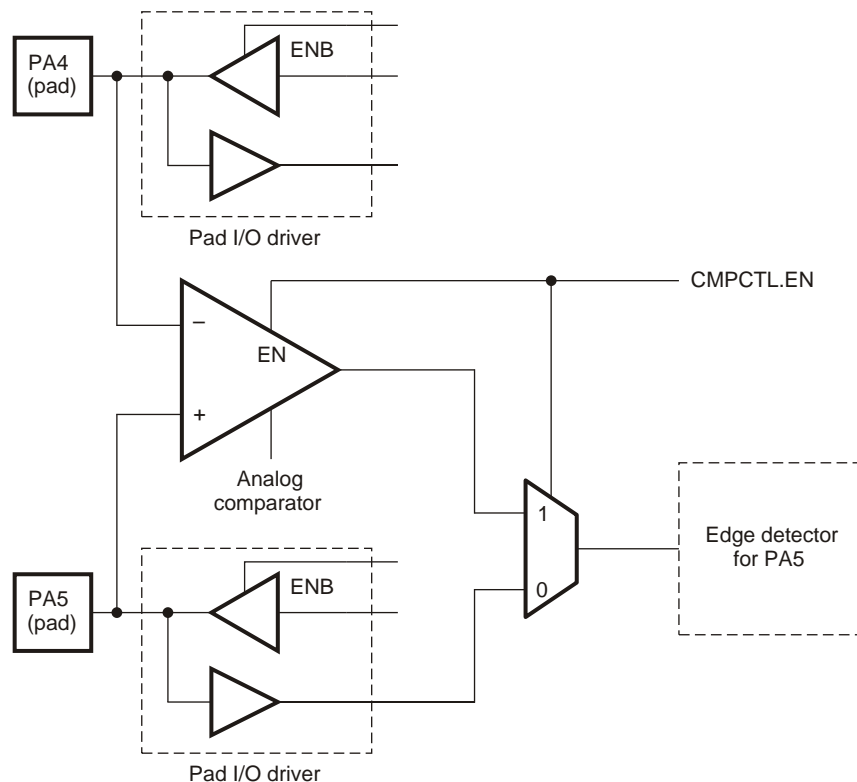 PA4
(pad)
ENB
Pad I/O driver
CMPCTL.EN
–
EN
+
Analog
comparator
1
0
Edge detector
for PA5
PA5
(pad)
ENB
Pad I/O driver